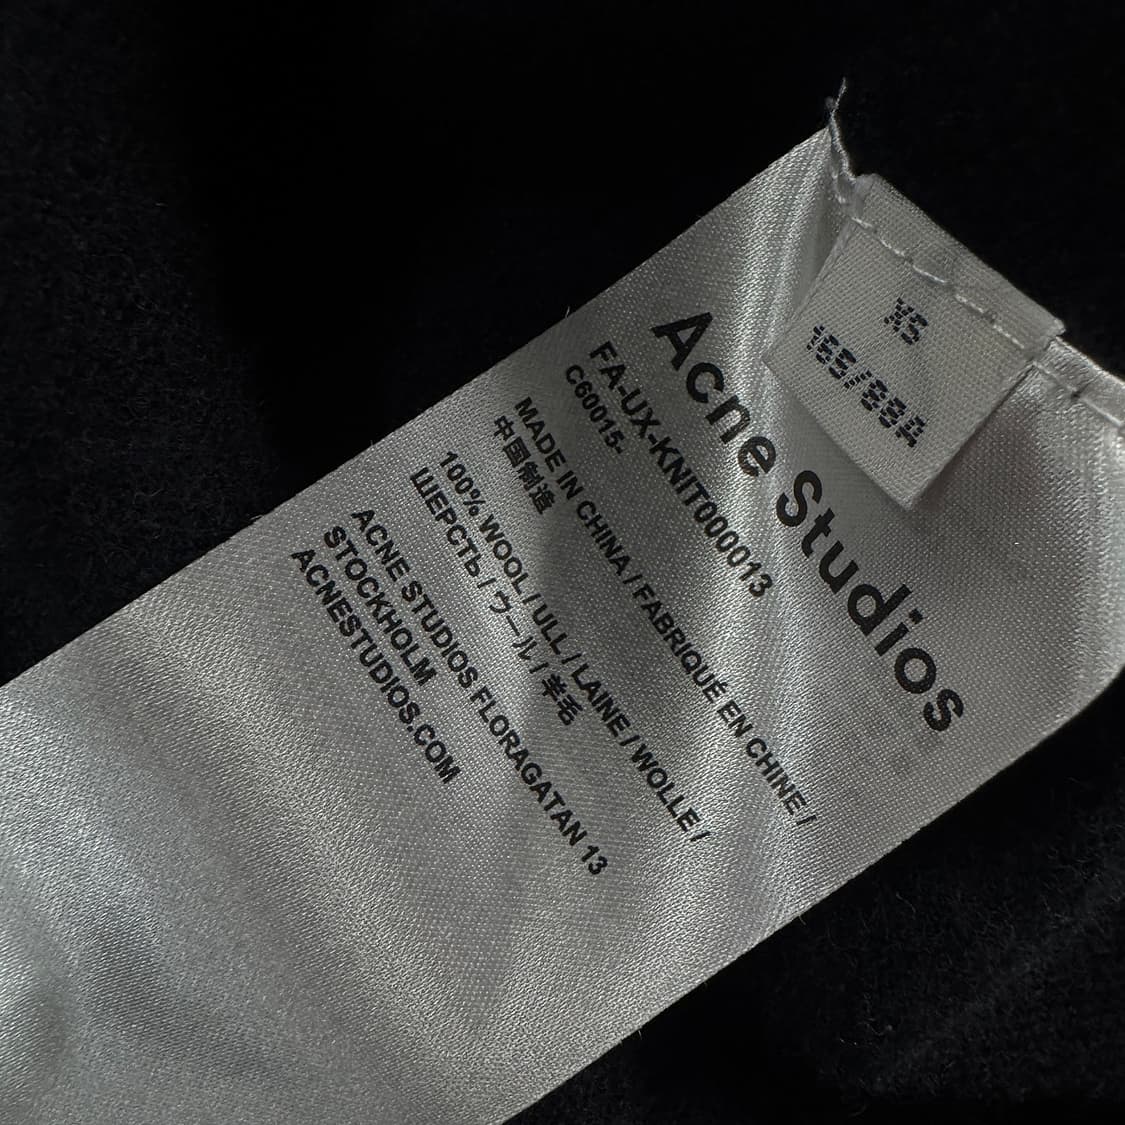 XS
165/88A
Acne Studios
FA-UX-KNIT000013
C60015-
MADE IN CHINA / FABRIQUÉ EN CHINE /
中国制造
100% WOOL / ULL / LAINE / WOLLE /
ШЕРСТЬ / ウール / 羊毛
ACNE STUDIOS FLORAGATAN 13
STOCKHOLM
ACNESTUDIOS.COM